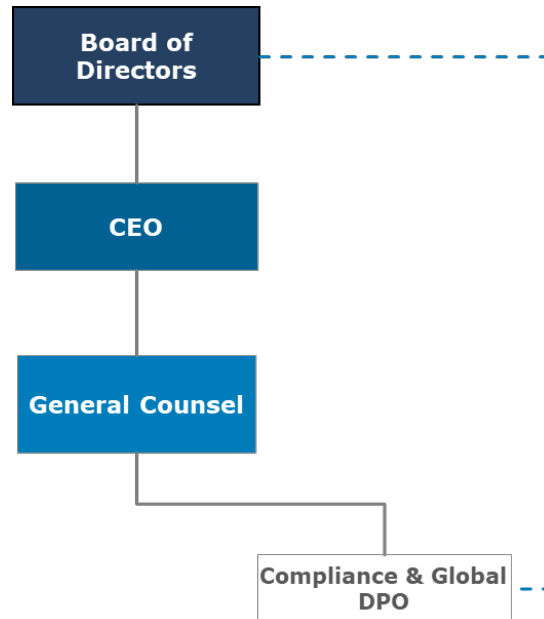 Board of
Directors
CEO
General Counsel
Compliance & Global
DPO